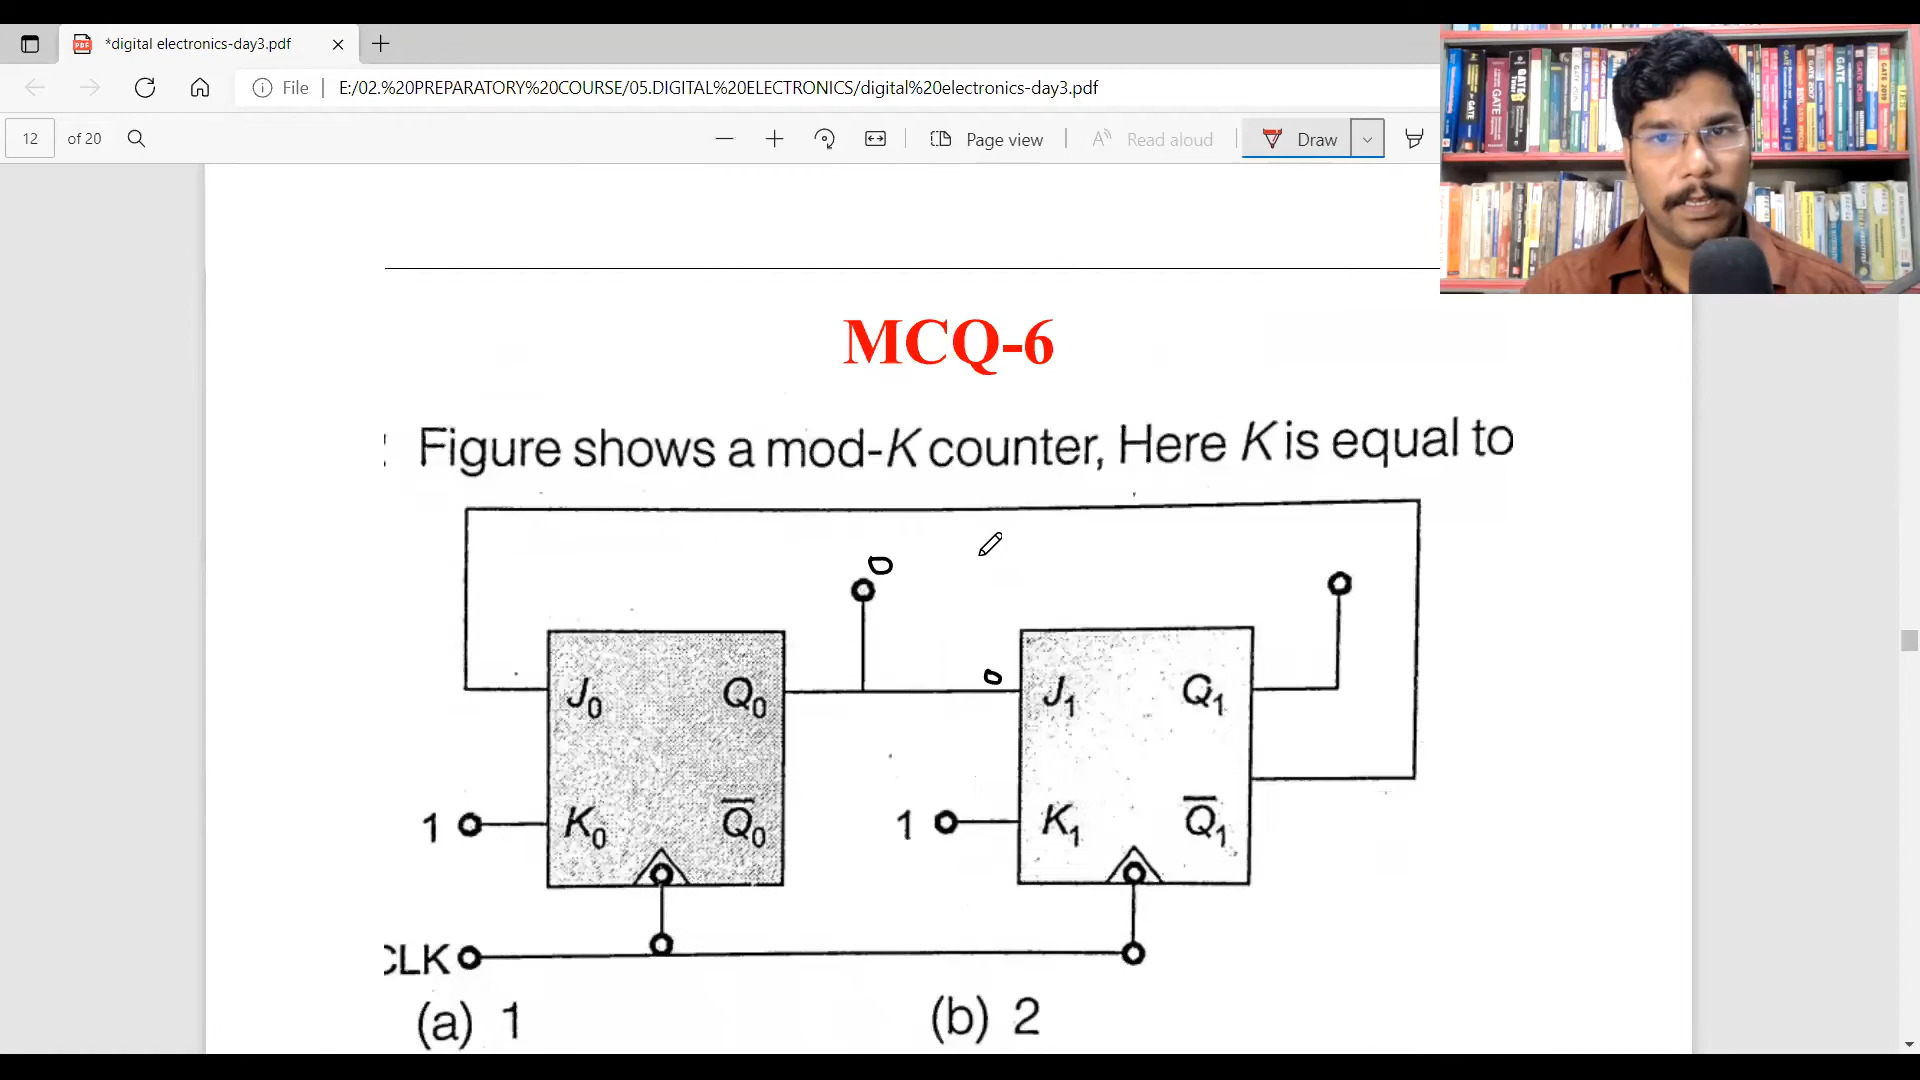 *digital electronics-day3.pdf
File E:/02.%20PREPARATORY%20COURSE/05.DIGITAL%20ELECTRONICS/digital%20electronics-day3.pdf
12 of 20 Page view Read aloud Draw
MCQ-6
Figure shows a mod-K counter, Here K is equal to
0
0
J₀ Q₀ J₁ Q₁
1 K₀ Q̅₀ 1 K₁ Q̅₁
CLK
(a) 1 (b) 2